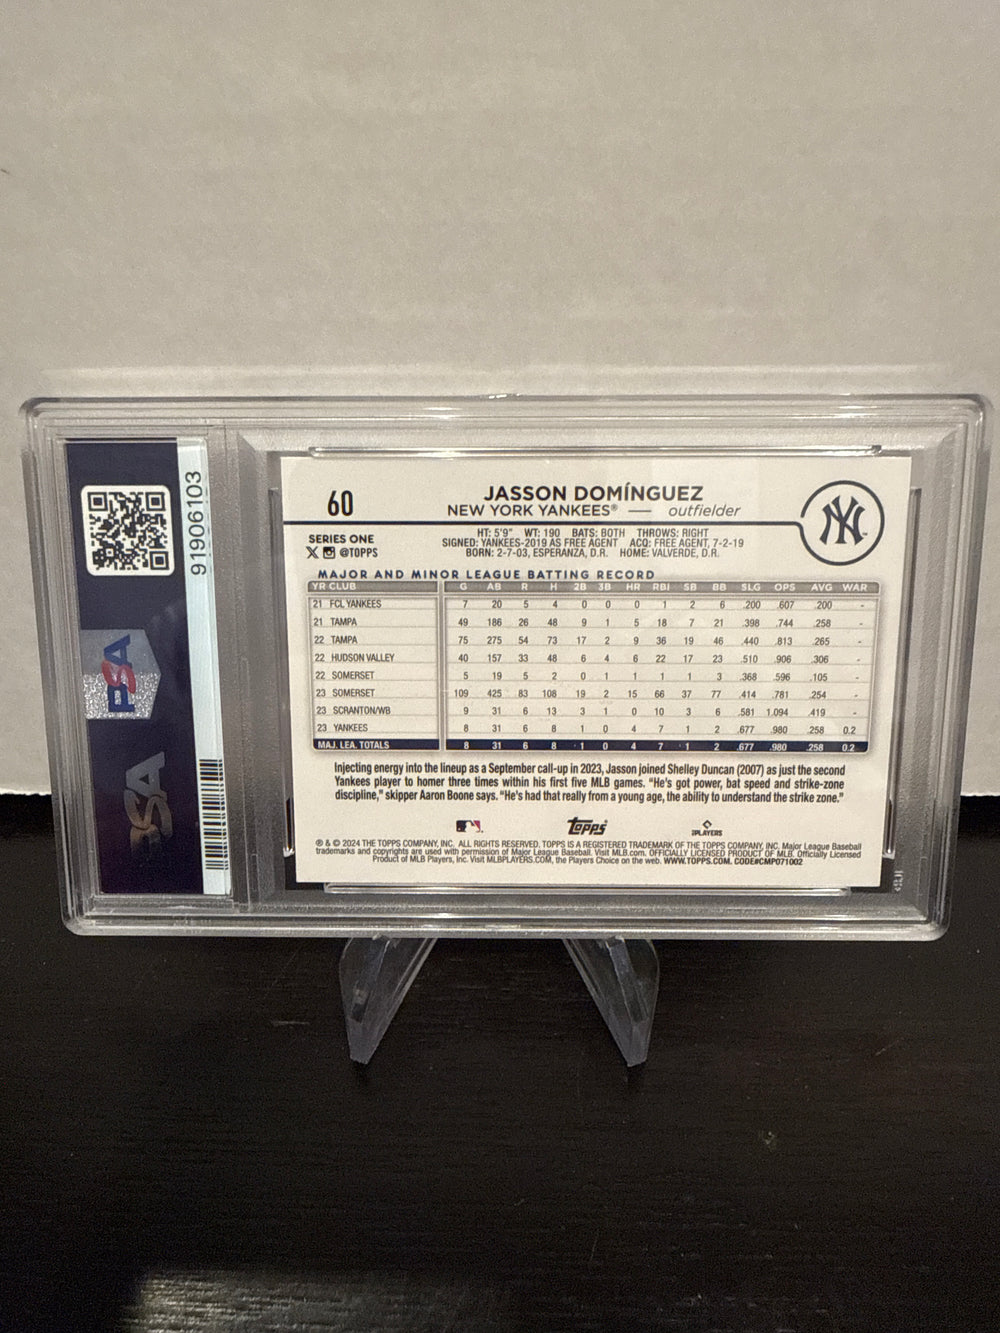 91906103
PSA
PSA
60
JASSON DOMÍNGUEZ
NEW YORK YANKEES® — outfielder
NY
SERIES ONE
@TOPPS
HT: 5'9" WT: 190 BATS: BOTH THROWS: RIGHT
SIGNED: YANKEES-2019 AS FREE AGENT ACQ: FREE AGENT, 7-2-19
BORN: 2-7-03, ESPERANZA, D.R. HOME: VALVERDE, D.R.
MAJOR AND MINOR LEAGUE BATTING RECORD
YR CLUB G AB R H 2B 3B HR RBI SB BB SLG OPS AVG WAR
21 FCL YANKEES 7 20 5 4 0 0 0 1 2 6 .200 .607 .200 -
21 TAMPA 49 186 26 48 9 1 5 18 7 21 .398 .744 .258 -
22 TAMPA 75 275 54 73 17 2 9 36 19 46 .440 .813 .265 -
22 HUDSON VALLEY 40 157 33 48 6 4 6 22 17 23 .510 .906 .306 -
22 SOMERSET 5 19 5 2 0 1 1 1 1 3 .368 .596 .105 -
23 SOMERSET 109 425 83 108 19 2 15 66 37 77 .414 .781 .254 -
23 SCRANTON/WB 9 31 6 13 3 1 0 10 3 6 .581 1.094 .419 -
23 YANKEES 8 31 6 8 1 0 4 7 1 2 .677 .980 .258 0.2
MAJ. LEA. TOTALS 8 31 6 8 1 0 4 7 1 2 .677 .980 .258 0.2
Injecting energy into the lineup as a September call-up in 2023, Jasson joined Shelley Duncan (2007) as just the second
Yankees player to homer three times within his first five MLB games. "He's got power, bat speed and strike-zone
discipline," skipper Aaron Boone says. "He's had that really from a young age, the ability to understand the strike zone."
Topps
PLAYERS
® & © 2024 THE TOPPS COMPANY, INC. ALL RIGHTS RESERVED. TOPPS IS A REGISTERED TRADEMARK OF THE TOPPS COMPANY, INC. Major League Baseball
trademarks and copyrights are used with permission of Major League Baseball. Visit MLB.com. OFFICIALLY LICENSED PRODUCT OF MLB. Officially Licensed
Product of MLB Players, Inc. Visit MLBPLAYERS.COM, the Players Choice on the web. WWW.TOPPS.COM. CODE#CMP071002